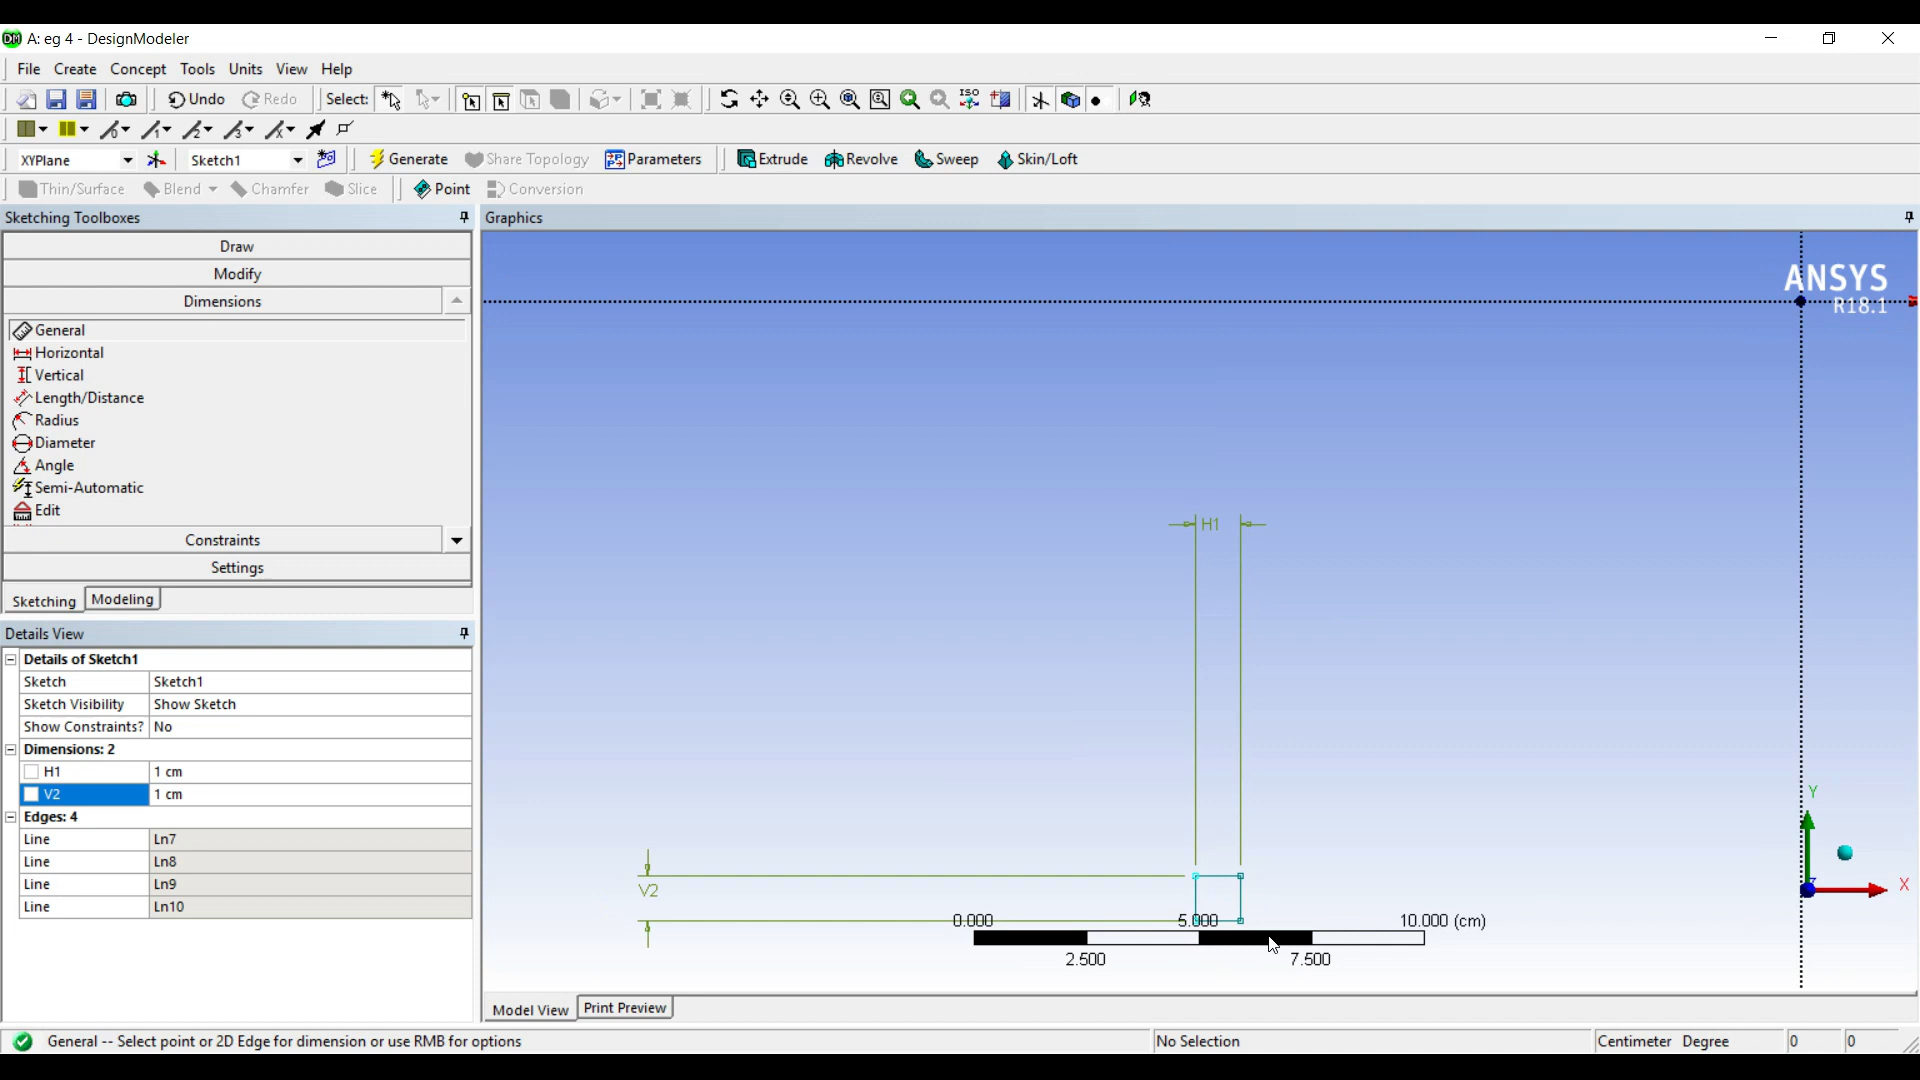 A: eg 4 - DesignModeler
File Create Concept Tools Units View Help
Undo Redo Select: ISO
XYPlane Sketch1 Generate Share Topology Parameters Extrude Revolve Sweep Skin/Loft
Thin/Surface Blend Chamfer Slice Point Conversion
Sketching Toolboxes
Draw
Modify
Dimensions
General
Horizontal
Vertical
Length/Distance
Radius
Diameter
Angle
Semi-Automatic
Edit
Constraints
Settings
Sketching Modeling
Details View
Details of Sketch1
Sketch Sketch1
Sketch Visibility Show Sketch
Show Constraints? No
Dimensions: 2
H1 1 cm
V2 1 cm
Edges: 4
Line Ln7
Line Ln8
Line Ln9
Line Ln10
Graphics
ANSYS
R18.1
H1
V2
0.000 5.000 10.000 (cm)
2.500 7.500
Y
X
Model View Print Preview
General -- Select point or 2D Edge for dimension or use RMB for options No Selection Centimeter Degree 0 0